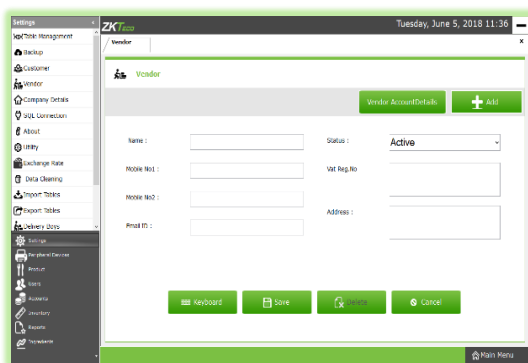 Settings
ZKTeco
Tuesday, June 5, 2018 11:36
Table Management
Vendor
x
Backup
Customer
Vendor
Vendor
Company Details
SQL Connection
Vendor AccountDetails
Add
About
Utility
Name :
Status :
Active
Exchange Rate
Mobile No1 :
Vat Reg.No
Data Cleaning
Import Tables
Mobile No2 :
Export Tables
Address :
Delivery Boys
Email ID :
Settings
Peripheral Devices
Product
Users
Accounts
Keyboard
Save
Delete
Cancel
Inventory
Reports
Ingredients
Main Menu